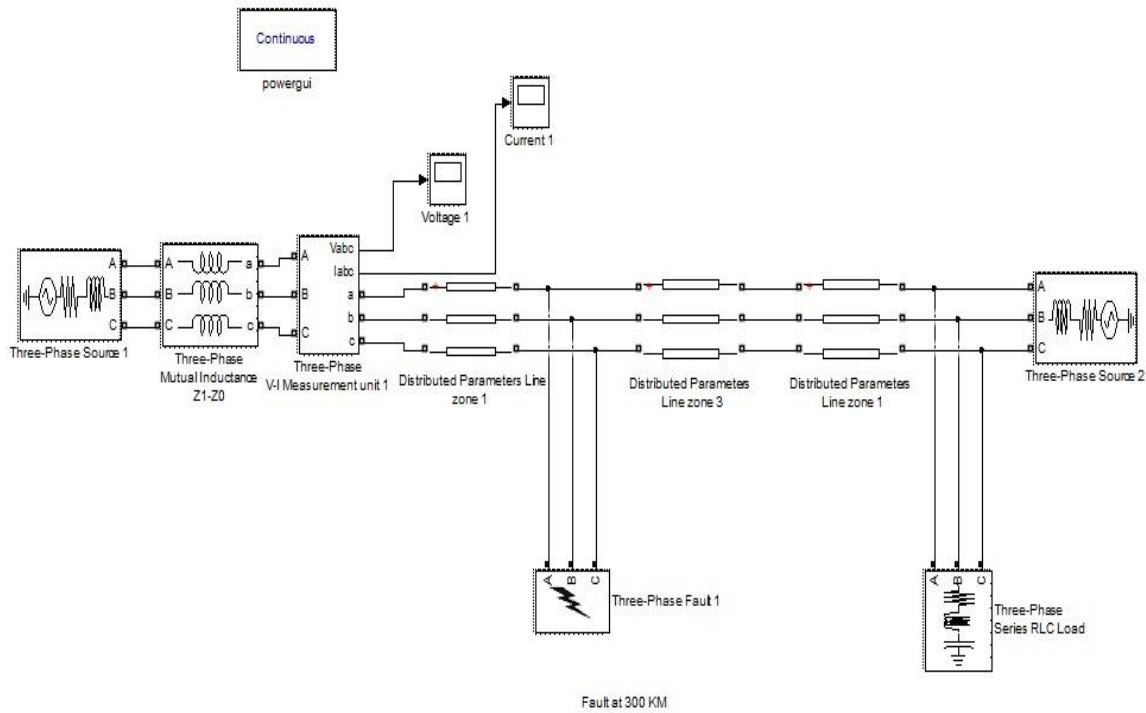 Continuous
powergui
Current 1
Voltage 1
A
B
C
Three-Phase Source 1
A
B
C
a
b
c
Three-Phase
Mutual Inductance
Z1-Z0
A
B
C
Vabc
Iabc
a
b
c
Three-Phase
V-I Measurement unit 1
Distributed Parameters Line
zone 1
Distributed Parameters
Line zone 3
Distributed Parameters
Line zone 1
A
B
C
Three-Phase Source 2
A
B
C
Three-Phase Fault 1
A
B
C
Three-Phase
Series RLC Load
Fault at 300 KM